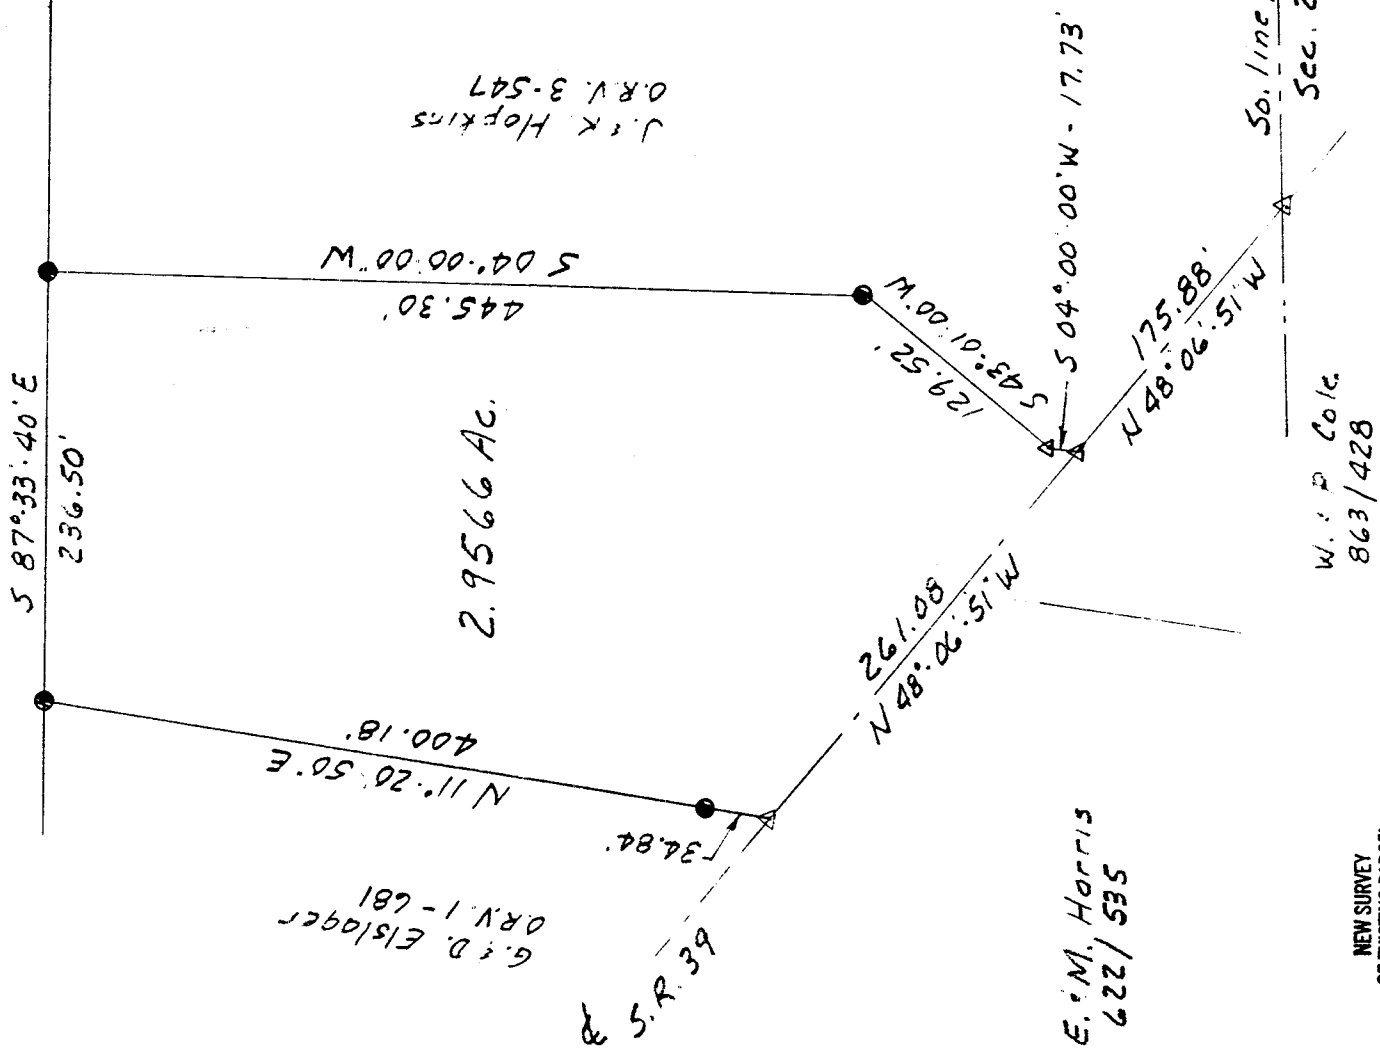 S 87°·33'·40" E
236.50'
J. & K. Hopkins
O.R.V. 3-547
S 04°·00'·00" W
445.30'
S 43°·01'·00" W
129.52'
S 04°·00'·00" W - 17.73'
So. line
Sec.
175.88'
N 48°·06'·51" W
2.9566 Ac.
261.08
N 48°·06'·51" W
N 11°·20'·50" E
400.18'
34.84'
G. & D. Elslager
O.R.V. 1-681
℄ S.R. 39
E. & M. Harris
622/535
W. & P. Cole
863/428
NEW SURVEY